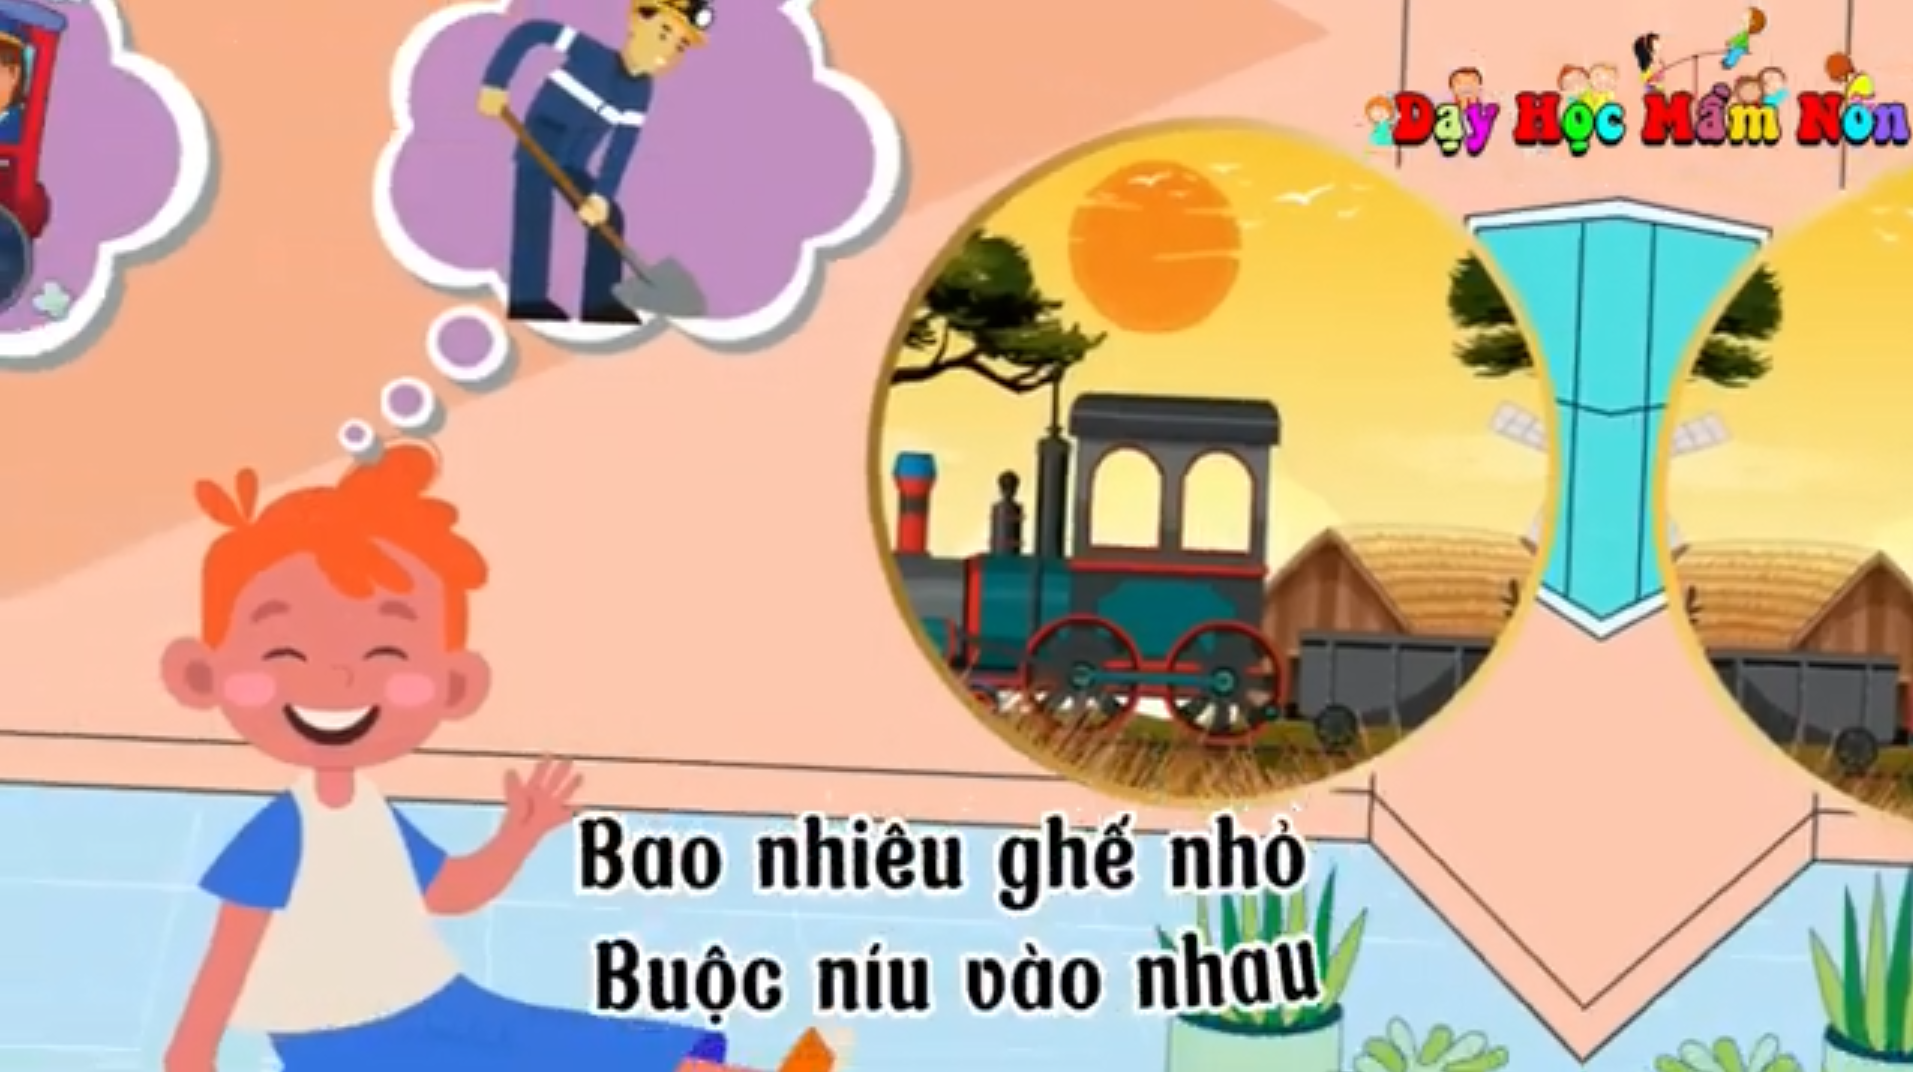 Dạy Học Mầm Non
Bao nhiêu ghế nhỏ
Buộc níu vào nhau